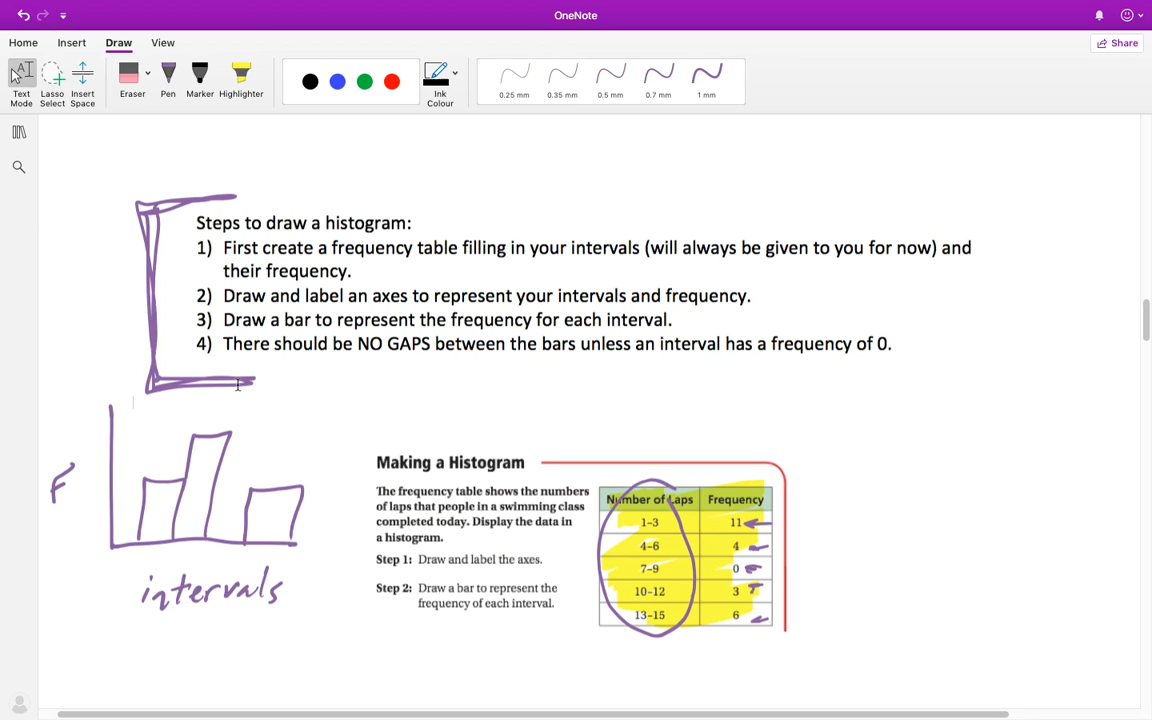 OneNote
Home Insert Draw View
Share
Text Mode
Lasso Select
Insert Space
Eraser
Pen
Marker
Highlighter
Ink Colour
0.25 mm 0.35 mm 0.5 mm 0.7 mm 1 mm
Steps to draw a histogram:
1) First create a frequency table filling in your intervals (will always be given to you for now) and
their frequency.
2) Draw and label an axes to represent your intervals and frequency.
3) Draw a bar to represent the frequency for each interval.
4) There should be NO GAPS between the bars unless an interval has a frequency of 0.
F
intervals
Making a Histogram
The frequency table shows the numbers
of laps that people in a swimming class
completed today. Display the data in
a histogram.
Step 1: Draw and label the axes.
Step 2: Draw a bar to represent the
frequency of each interval.
Number of Laps Frequency
1–3 11
4–6 4
7–9 0
10–12 3
13–15 6